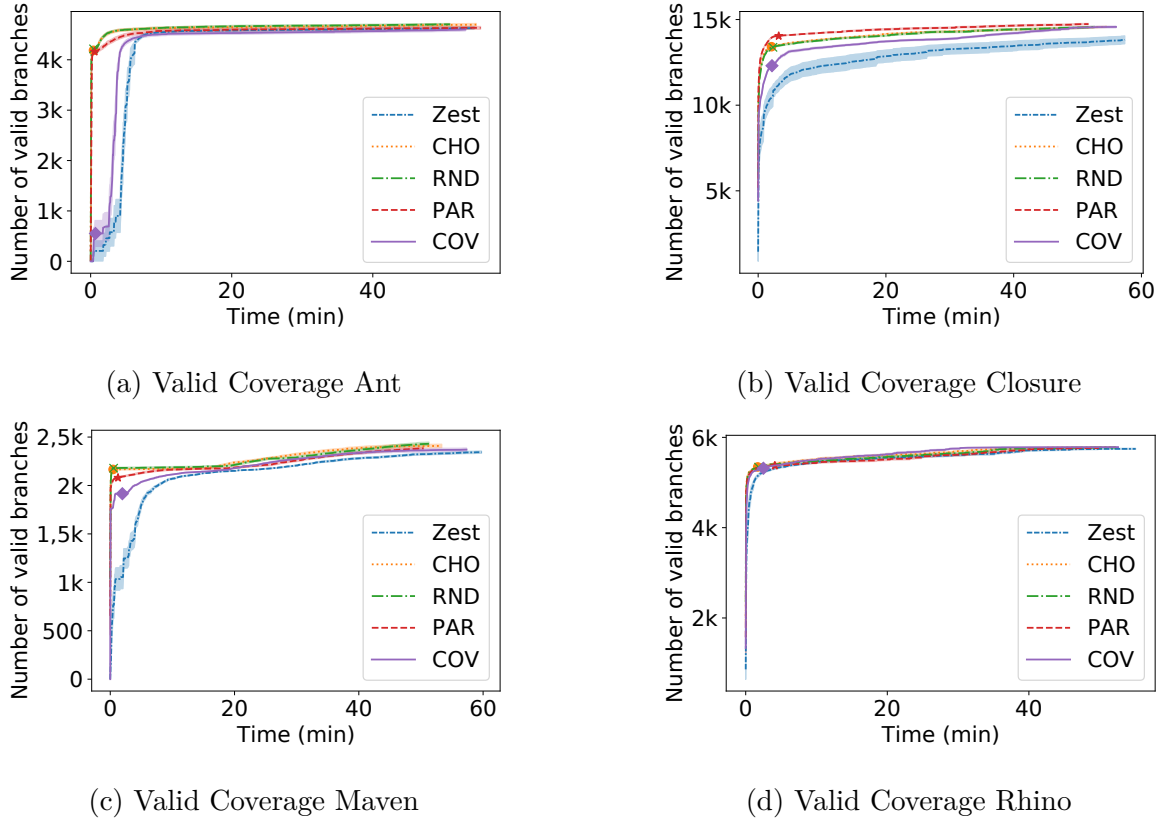 Number of valid branches
4k
3k
2k
1k
0
Zest
CHO
RND
PAR
COV
0
20
40
Time (min)
(a) Valid Coverage Ant
Number of valid branches
15k
10k
5k
Zest
CHO
RND
PAR
COV
0
20
40
60
Time (min)
(b) Valid Coverage Closure
Number of valid branches
2,5k
2k
1,5k
1k
500
0
Zest
CHO
RND
PAR
COV
0
20
40
60
Time (min)
(c) Valid Coverage Maven
Number of valid branches
6k
4k
2k
Zest
CHO
RND
PAR
COV
0
20
40
Time (min)
(d) Valid Coverage Rhino